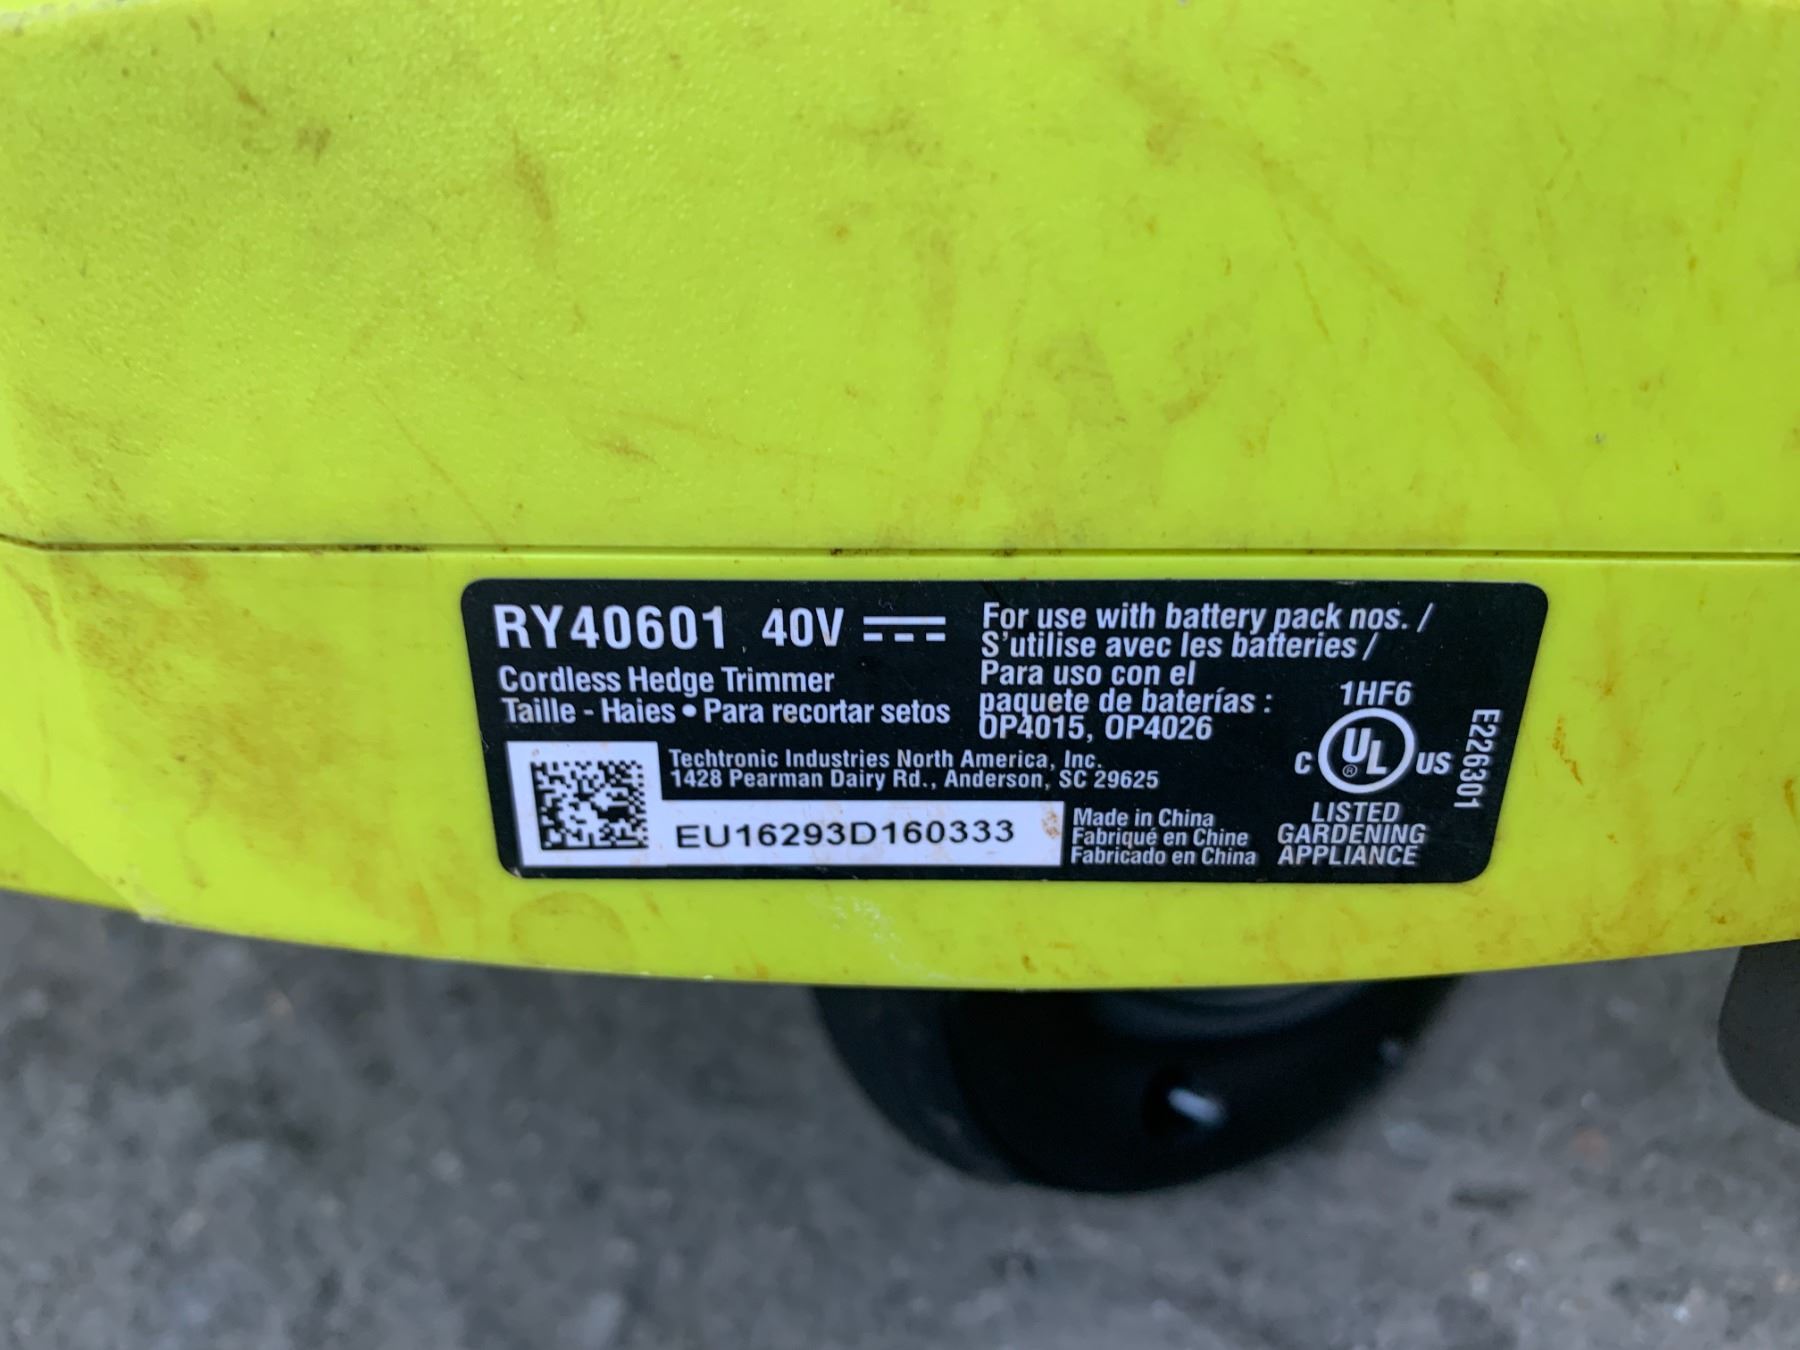 RY40601 40V
Cordless Hedge Trimmer
Taille - Haies • Para recortar setos
For use with battery pack nos. /
S'utilise avec les batteries /
Para uso con el
paquete de baterías :
OP4015, OP4026
Techtronic Industries North America, Inc.
1428 Pearman Dairy Rd., Anderson, SC 29625
EU16293D160333
Made in China
Fabriqué en Chine
Fabricado en China
1HF6
C UL ® US
LISTED
GARDENING
APPLIANCE
E226301